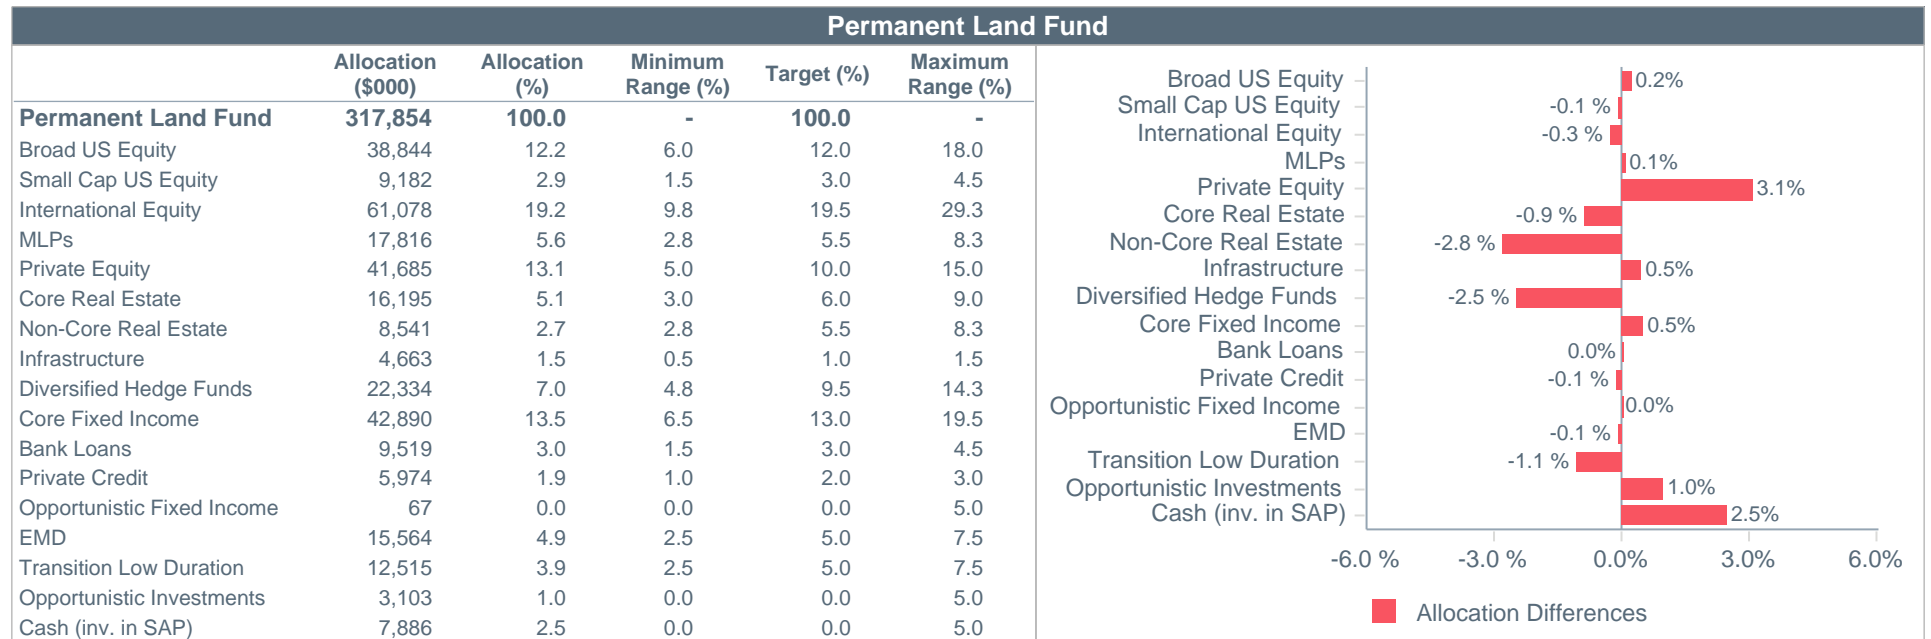 Permanent Land Fund
Allocation ($000) Allocation (%) Minimum Range (%) Target (%) Maximum Range (%)
Permanent Land Fund 317,854 100.0 - 100.0 -
Broad US Equity 38,844 12.2 6.0 12.0 18.0
Small Cap US Equity 9,182 2.9 1.5 3.0 4.5
International Equity 61,078 19.2 9.8 19.5 29.3
MLPs 17,816 5.6 2.8 5.5 8.3
Private Equity 41,685 13.1 5.0 10.0 15.0
Core Real Estate 16,195 5.1 3.0 6.0 9.0
Non-Core Real Estate 8,541 2.7 2.8 5.5 8.3
Infrastructure 4,663 1.5 0.5 1.0 1.5
Diversified Hedge Funds 22,334 7.0 4.8 9.5 14.3
Core Fixed Income 42,890 13.5 6.5 13.0 19.5
Bank Loans 9,519 3.0 1.5 3.0 4.5
Private Credit 5,974 1.9 1.0 2.0 3.0
Opportunistic Fixed Income 67 0.0 0.0 0.0 5.0
EMD 15,564 4.9 2.5 5.0 7.5
Transition Low Duration 12,515 3.9 2.5 5.0 7.5
Opportunistic Investments 3,103 1.0 0.0 0.0 5.0
Cash (inv. in SAP) 7,886 2.5 0.0 0.0 5.0
Broad US Equity 0.2%
Small Cap US Equity -0.1 %
International Equity -0.3 %
MLPs 0.1%
Private Equity 3.1%
Core Real Estate -0.9 %
Non-Core Real Estate -2.8 %
Infrastructure 0.5%
Diversified Hedge Funds -2.5 %
Core Fixed Income 0.5%
Bank Loans 0.0%
Private Credit -0.1 %
Opportunistic Fixed Income 0.0%
EMD -0.1 %
Transition Low Duration -1.1 %
Opportunistic Investments 1.0%
Cash (inv. in SAP) 2.5%
-6.0 % -3.0 % 0.0% 3.0% 6.0%
Allocation Differences